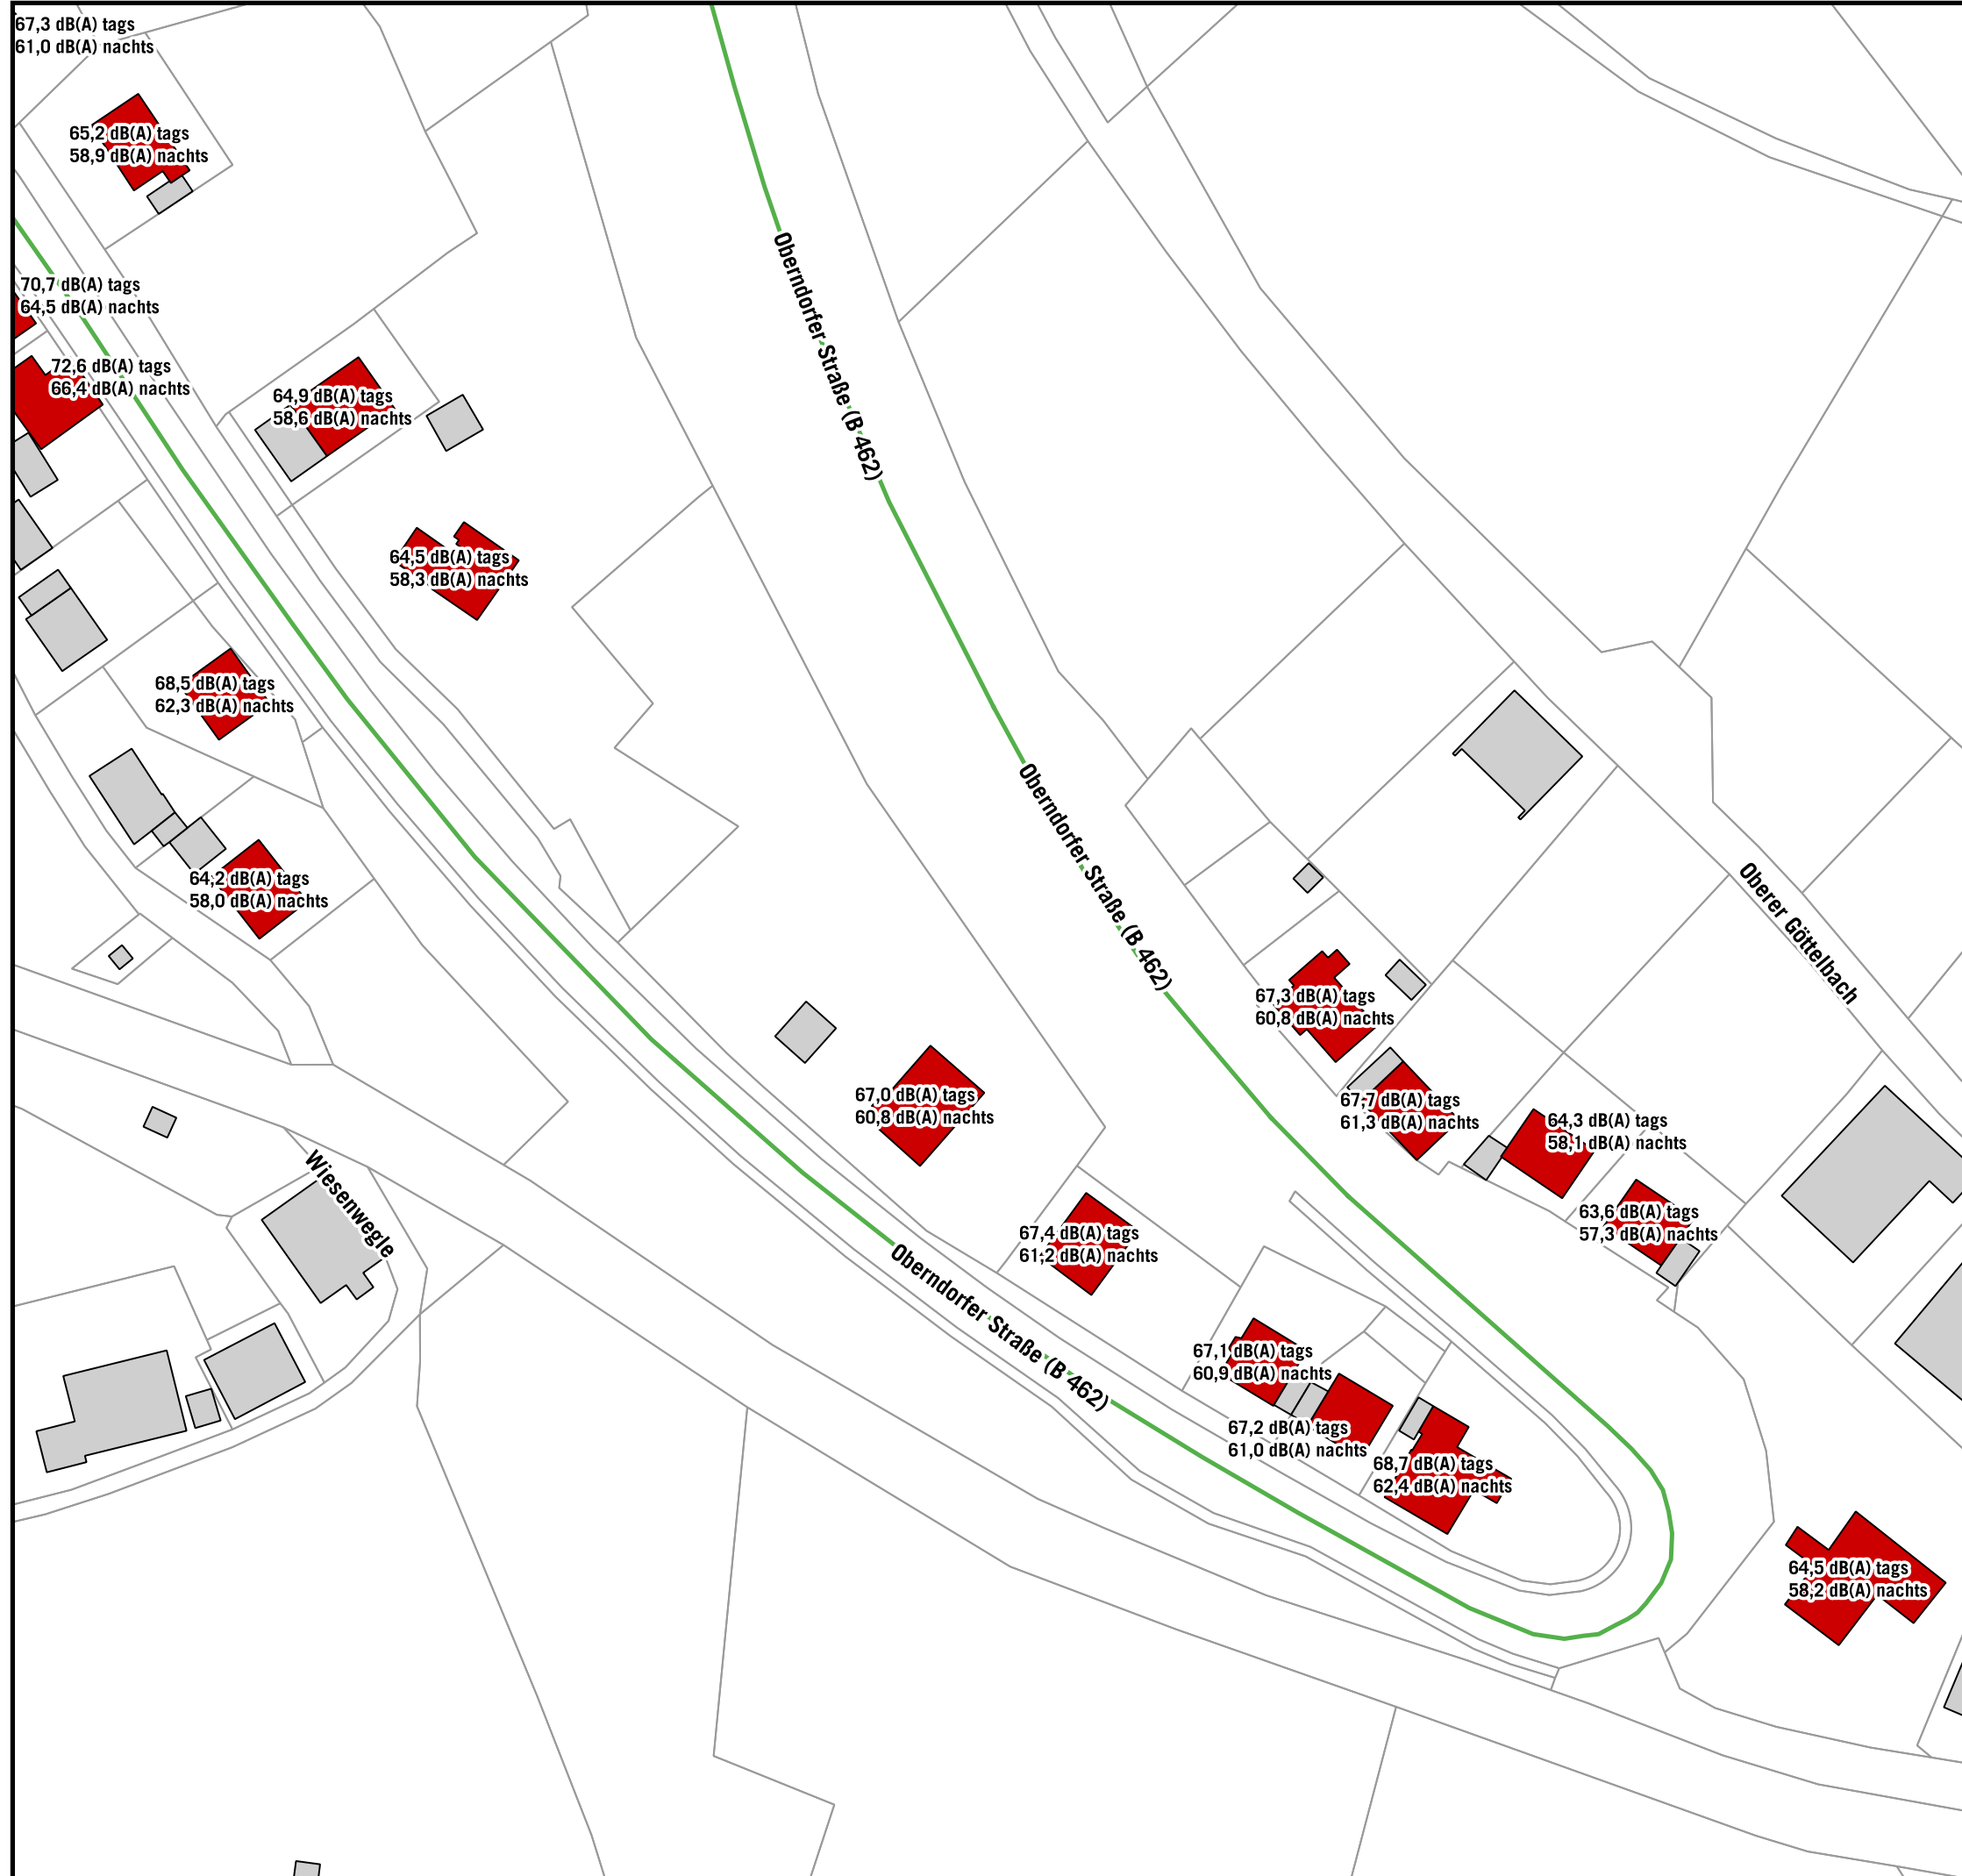 67,3 dB(A) tags
61,0 dB(A) nachts
65,2 dB(A) tags
58,9 dB(A) nachts
70,7 dB(A) tags
64,5 dB(A) nachts
72,6 dB(A) tags
66,4 dB(A) nachts
64,9 dB(A) tags
58,6 dB(A) nachts
Oberndorfer Straße (B 462)
64,5 dB(A) tags
58,3 dB(A) nachts
68,5 dB(A) tags
62,3 dB(A) nachts
64,2 dB(A) tags
58,0 dB(A) nachts
Oberndorfer Straße (B 462)
Oberer Göttelbach
67,3 dB(A) tags
60,8 dB(A) nachts
67,0 dB(A) tags
60,8 dB(A) nachts
67,7 dB(A) tags
61,3 dB(A) nachts
64,3 dB(A) tags
58,1 dB(A) nachts
Wiesenwegle
63,6 dB(A) tags
57,3 dB(A) nachts
67,4 dB(A) tags
61,2 dB(A) nachts
Oberndorfer Straße (B 462)
67,1 dB(A) tags
60,9 dB(A) nachts
67,2 dB(A) tags
61,0 dB(A) nachts
68,7 dB(A) tags
62,4 dB(A) nachts
64,5 dB(A) tags
58,2 dB(A) nachts